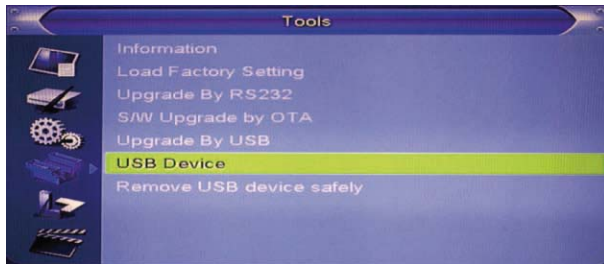 Tools
Information
Load Factory Setting
Upgrade By RS232
S/W Upgrade by OTA
Upgrade By USB
USB Device
Remove USB device safely